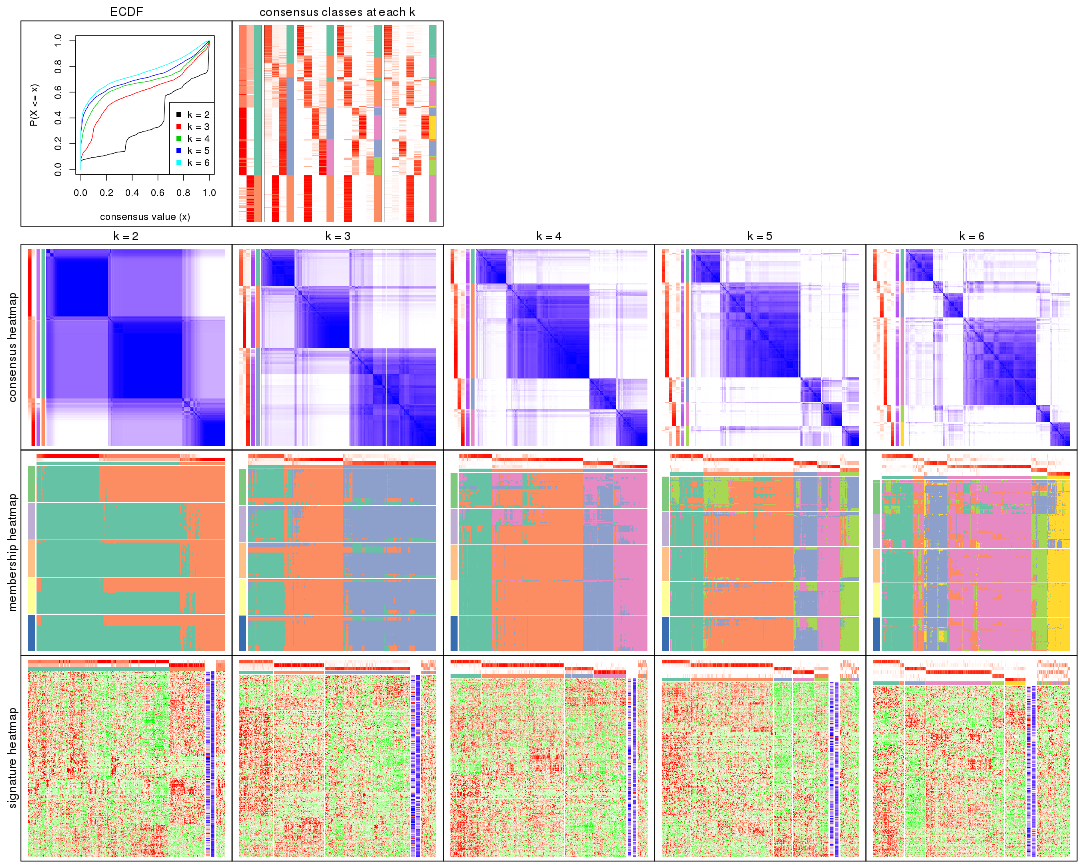 ECDF
consensus classes at each k
P(X <= x)
0.0 0.2 0.4 0.6 0.8 1.0
k = 2
k = 3
k = 4
k = 5
k = 6
0.0 0.2 0.4 0.6 0.8 1.0
consensus value (x)
k = 2
k = 3
k = 4
k = 5
k = 6
consensus heatmap
membership heatmap
signature heatmap